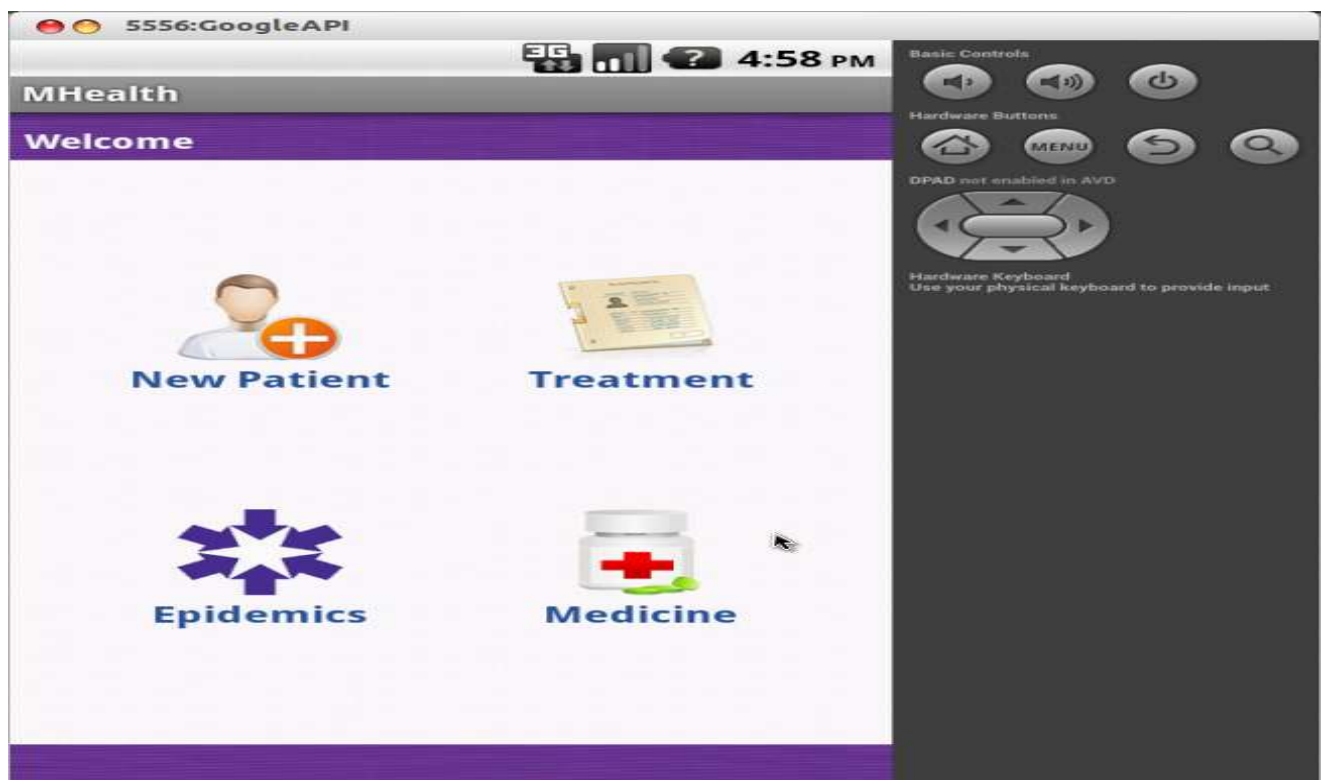 5556:GoogleAPI
3G 4:58 PM
MHealth
Welcome
New Patient
Treatment
Epidemics
Medicine
Basic Controls
Hardware Buttons
MENU
DPAD not enabled in AVD
Hardware Keyboard
Use your physical keyboard to provide input